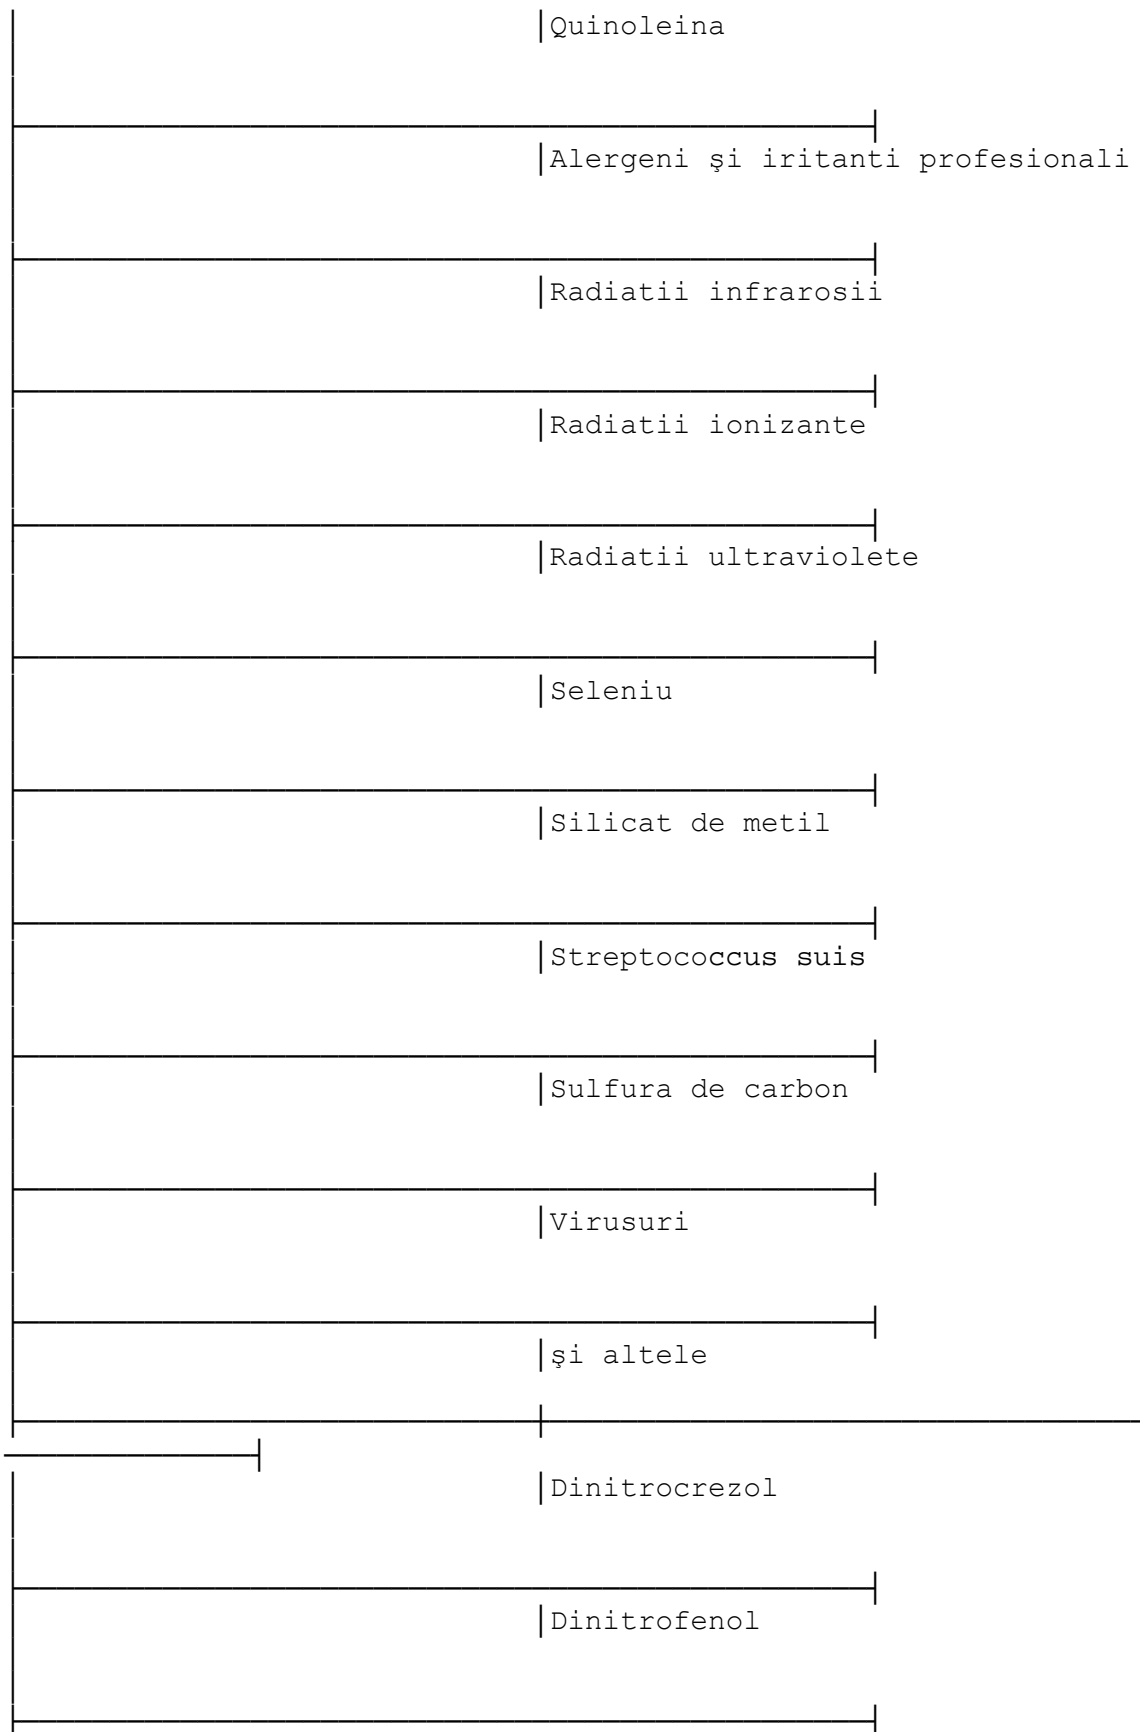 Quinoleina
Alergeni şi iritanti profesionali
Radiatii infrarosii
Radiatii ionizante
Radiatii ultraviolete
Seleniu
Silicat de metil
Streptococcus suis
Sulfura de carbon
Virusuri
şi altele
Dinitrocrezol
Dinitrofenol